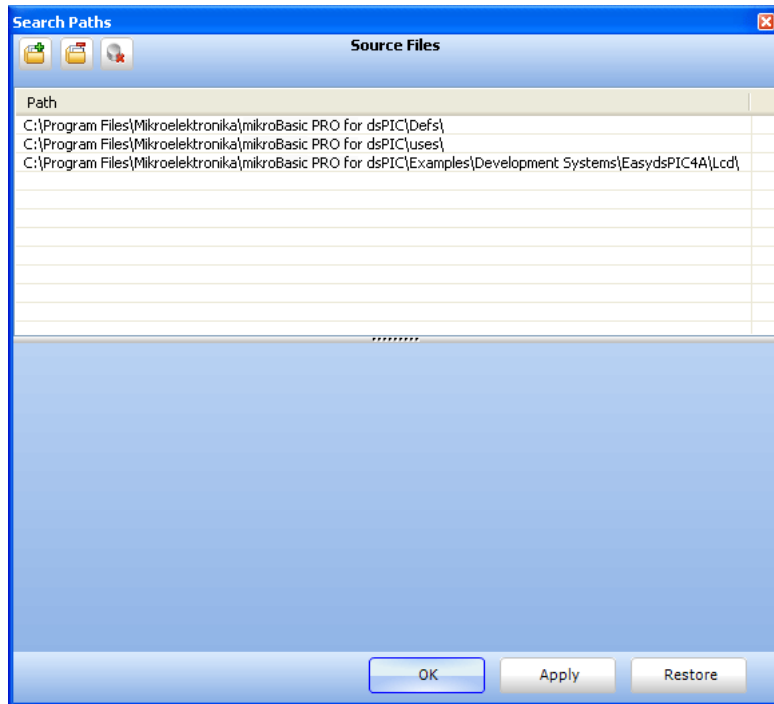 Search Paths
Source Files
Path
C:\Program Files\Mikroelektronika\mikroBasic PRO for dsPIC\Defs\
C:\Program Files\Mikroelektronika\mikroBasic PRO for dsPIC\uses\
C:\Program Files\Mikroelektronika\mikroBasic PRO for dsPIC\Examples\Development Systems\EasydsPIC4A\Lcd\
OK Apply Restore